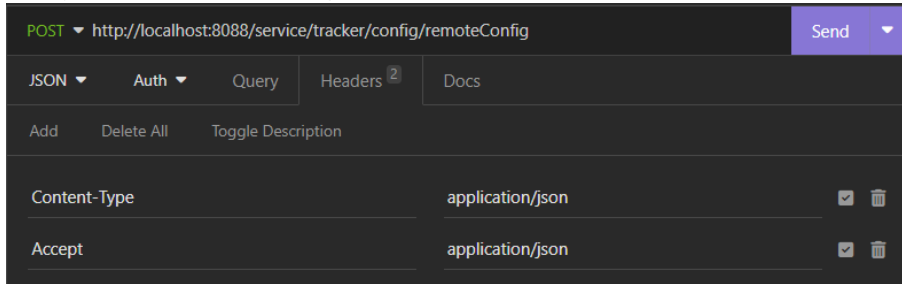 POST http://localhost:8088/service/tracker/config/remoteConfig Send
JSON Auth Query Headers 2 Docs
Add Delete All Toggle Description
Content-Type application/json
Accept application/json